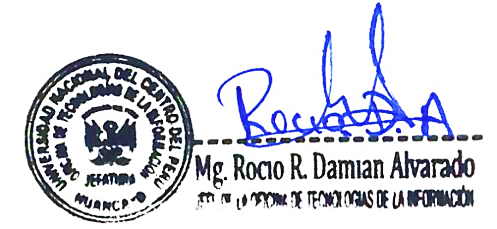 UNIVERSIDAD NACIONAL DEL CENTRO DEL PERU
OFICINA DE TECNOLOGIAS DE LA INFORMACION
JEFATURA
HUANCAYO
Rocio D. A
Mg. Rocio R. Damian Alvarado
JEFE DE LA OFICINA DE TECNOLOGIAS DE LA INFORMACIÓN